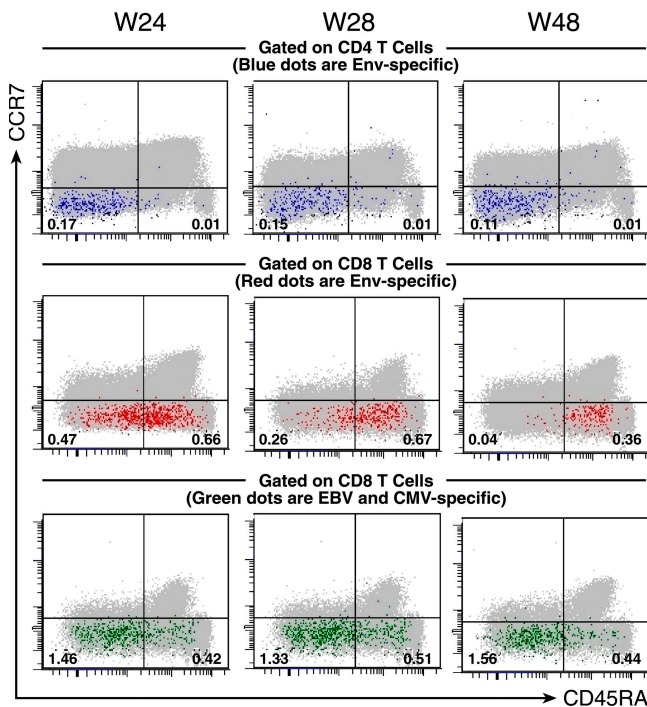 W24 W28 W48
Gated on CD4 T Cells
(Blue dots are Env-specific)
CCR7
0.17 0.01 0.15 0.01 0.11 0.01
Gated on CD8 T Cells
(Red dots are Env-specific)
0.47 0.66 0.26 0.67 0.04 0.36
Gated on CD8 T Cells
(Green dots are EBV and CMV-specific)
1.46 0.42 1.33 0.51 1.56 0.44
CD45RA